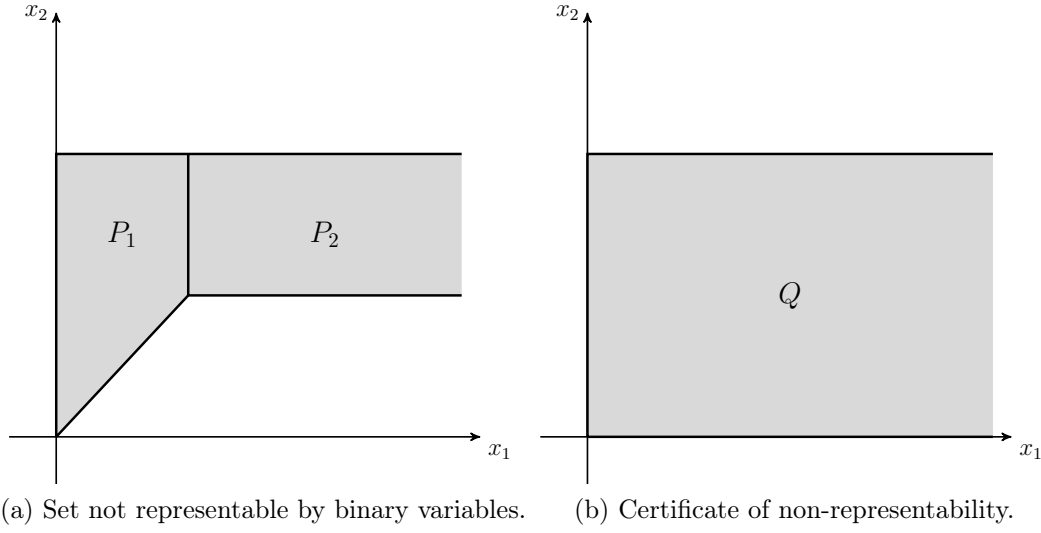 x₂
P₁
P₂
x₁
(a) Set not representable by binary variables.
x₂
Q
x₁
(b) Certificate of non-representability.